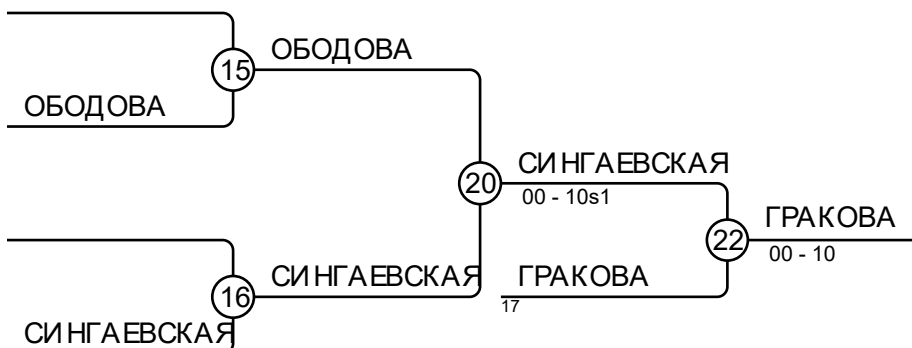 ОБОДОВА
15
ОБОДОВА
СИНГАЕВСКАЯ
20
00 - 10s1
ГРАКОВА
22
00 - 10
СИНГАЕВСКАЯ
ГРАКОВА
16
17
СИНГАЕВСКАЯ